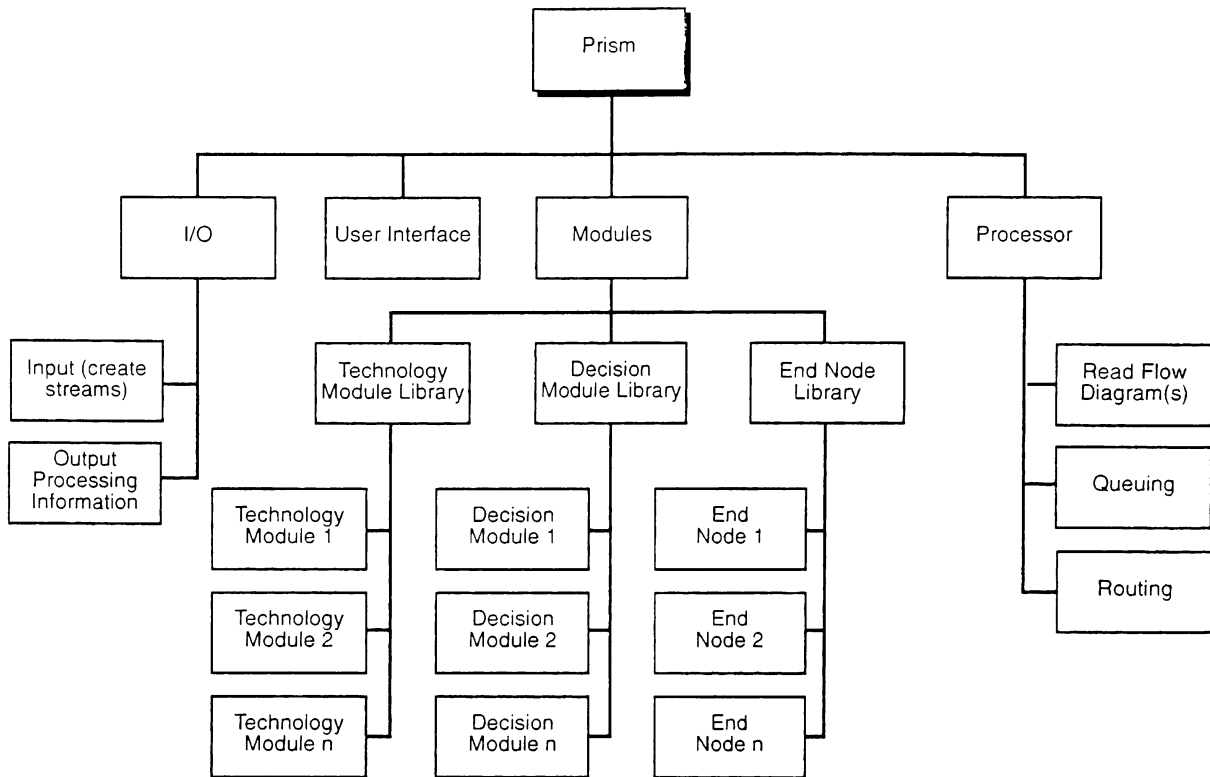 Prism
I/O
User Interface
Modules
Processor
Input (create
streams)
Output
Processing
Information
Technology
Module Library
Decision
Module Library
End Node
Library
Read Flow
Diagram(s)
Queuing
Routing
Technology
Module 1
Decision
Module 1
End
Node 1
Technology
Module 2
Decision
Module 2
End
Node 2
Technology
Module n
Decision
Module n
End
Node n